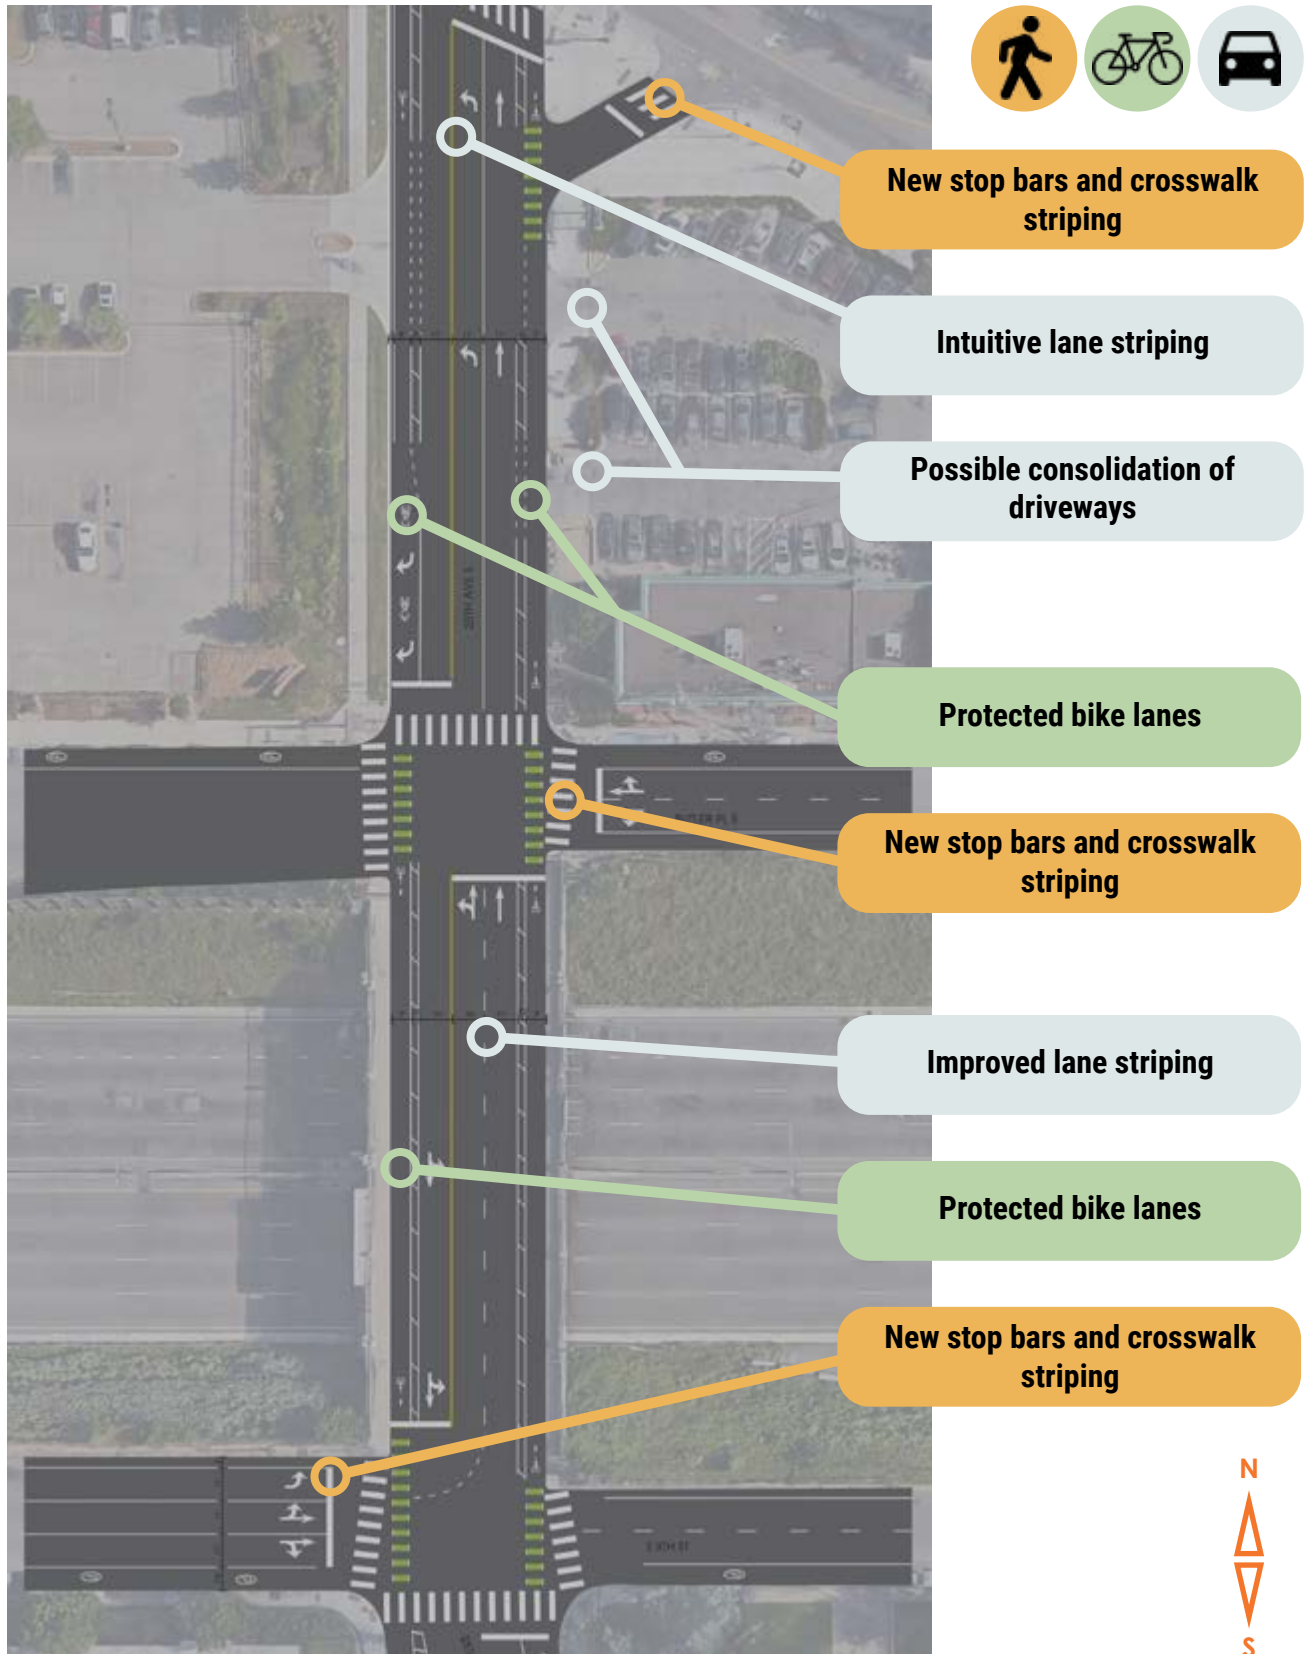 New stop bars and crosswalk
striping
Intuitive lane striping
Possible consolidation of
driveways
Protected bike lanes
New stop bars and crosswalk
striping
Improved lane striping
Protected bike lanes
New stop bars and crosswalk
striping
N
S